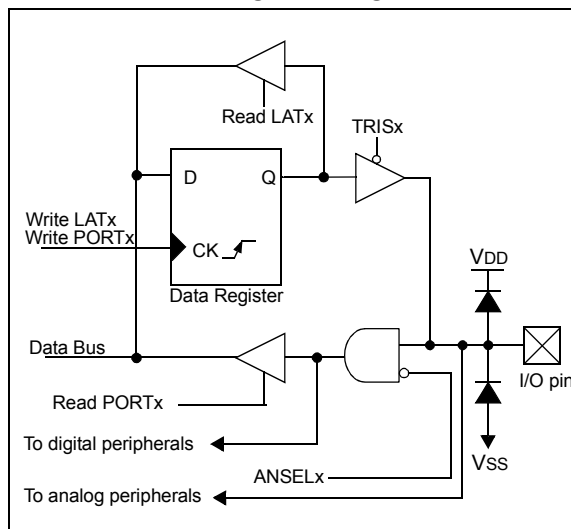 Read LATx
TRISx
D
Q
Write LATx
Write PORTx
CK
Data Register
VDD
Data Bus
I/O pin
Read PORTx
To digital peripherals
VSS
ANSELx
To analog peripherals